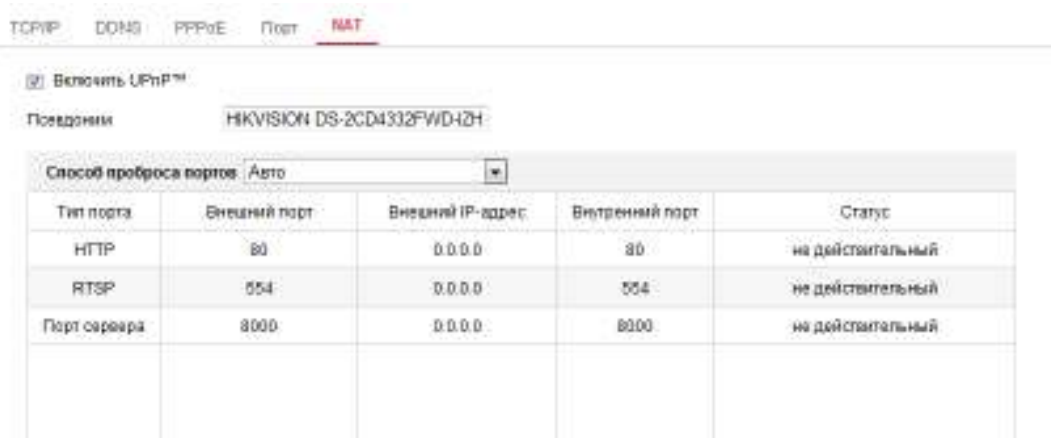 TCP/IP DDNS PPPoE Порт NAT
Включить UPnP™
Псевдоним HIKVISION DS-2CD4332FWD-IZH
Способ проброса портов Авто
Тип порта Внешний порт Внешний IP-адрес Внутренний порт Статус
HTTP 80 0.0.0.0 80 не действительный
RTSP 554 0.0.0.0 554 не действительный
Порт сервера 8000 0.0.0.0 8000 не действительный